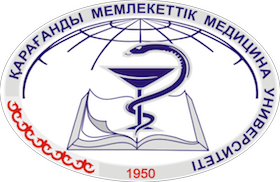 ҚАРАҒАНДЫ МЕМЛЕКЕТТІК МЕДИЦИНА УНИВЕРСИТЕТІ
1950